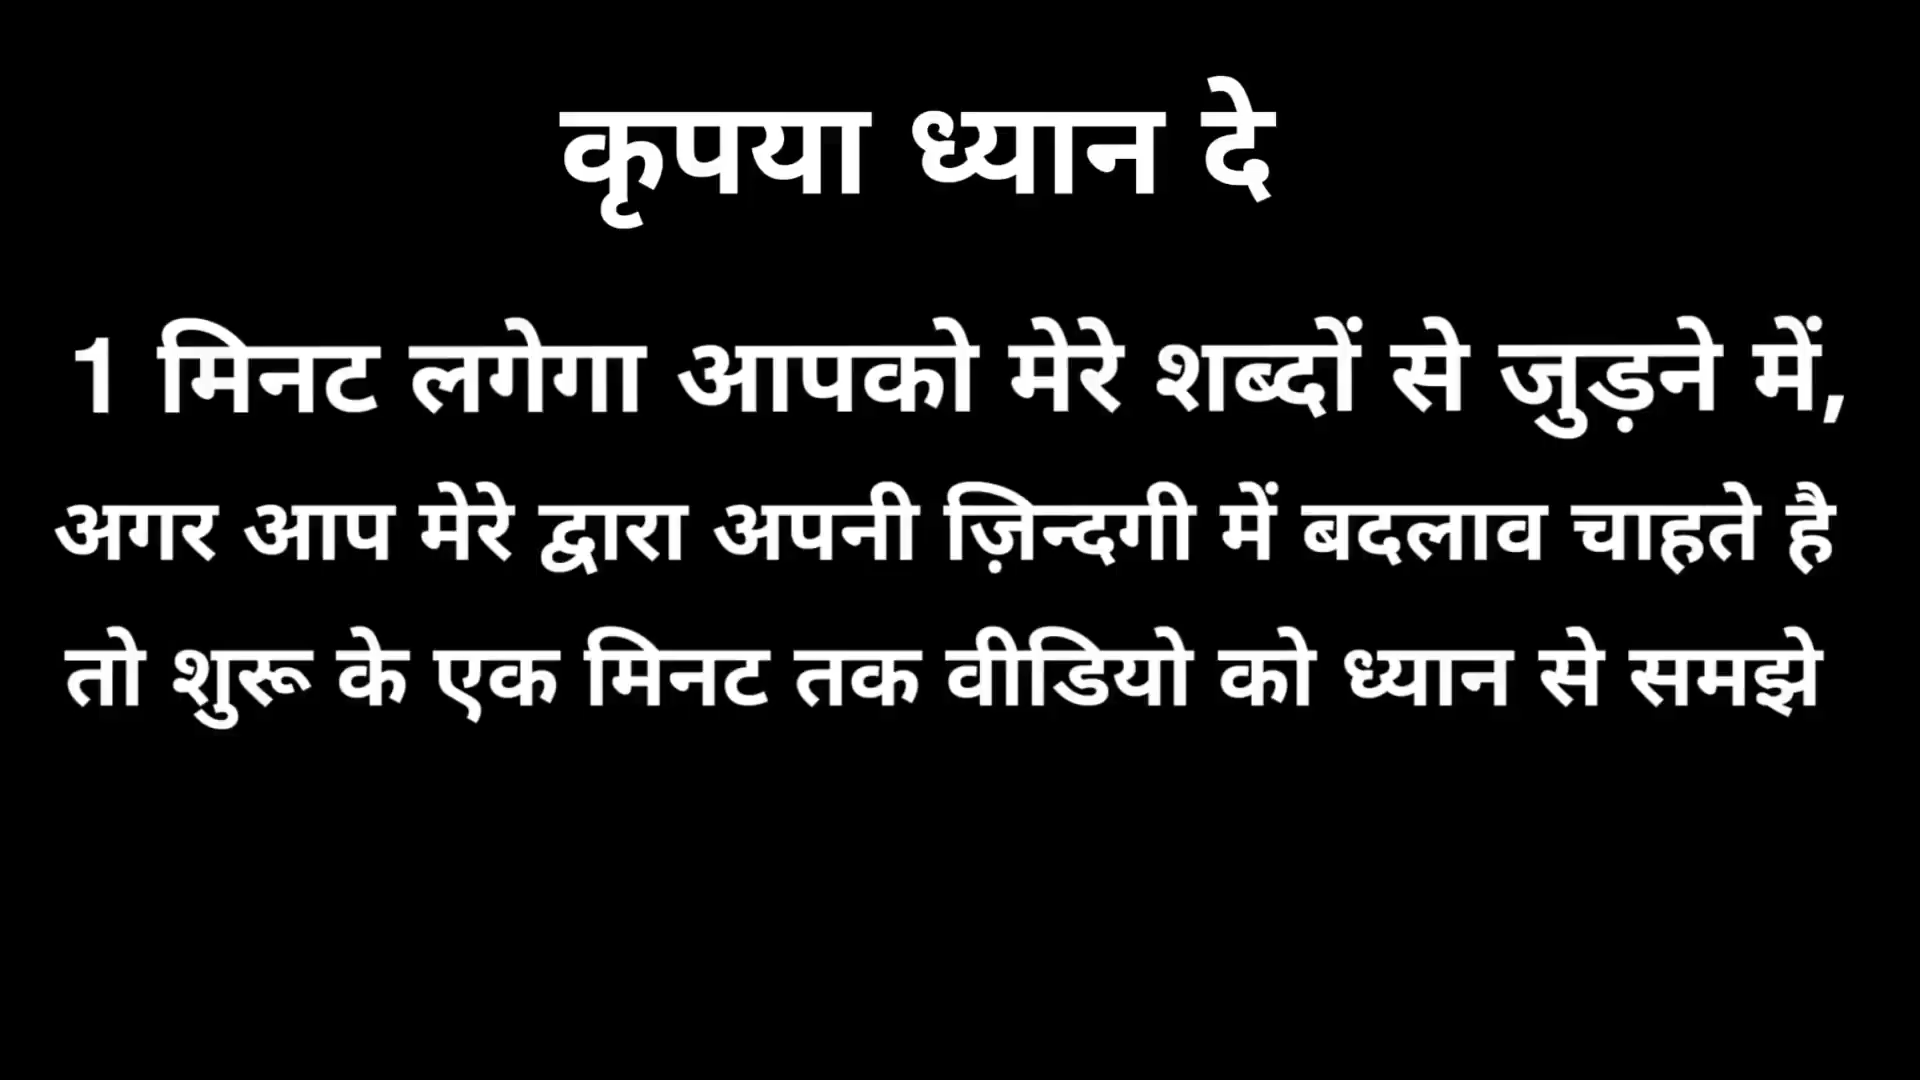 कृपया ध्यान दे
1 मिनट लगेगा आपको मेरे शब्दों से जुड़ने में,
अगर आप मेरे द्वारा अपनी ज़िन्दगी में बदलाव चाहते है
तो शुरू के एक मिनट तक वीडियो को ध्यान से समझे